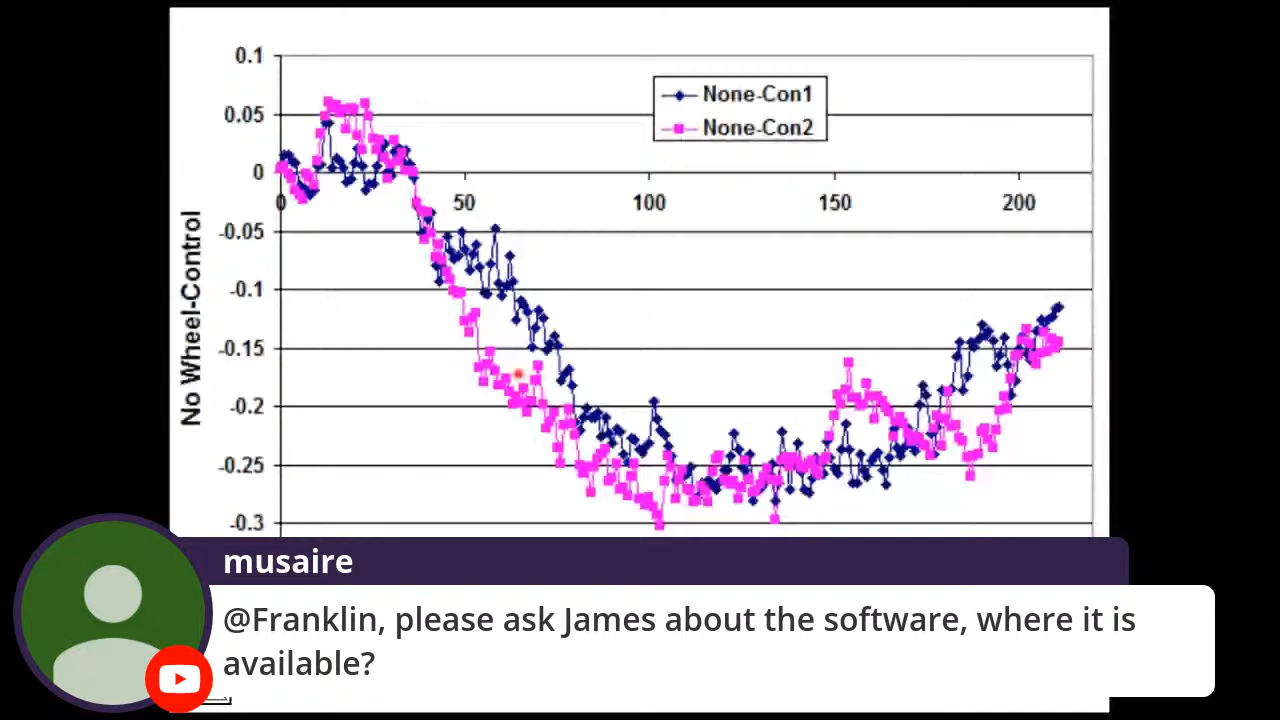 0.1
None-Con1
0.05
None-Con2
0
0 50 100 150 200
-0.05
No Wheel-Control
-0.1
-0.15
-0.2
-0.25
-0.3
musaire
@Franklin, please ask James about the software, where it is
available?